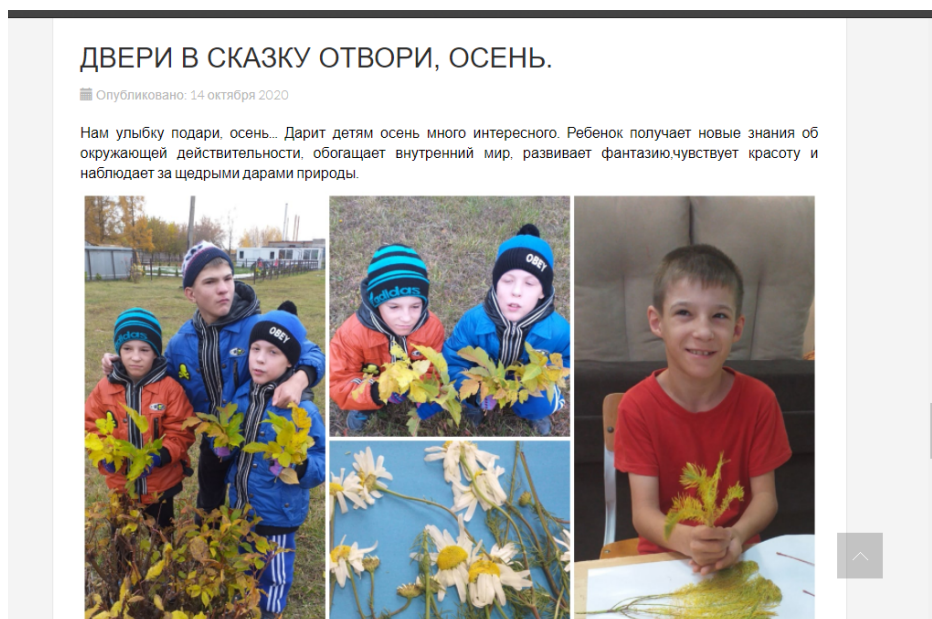 ДВЕРИ В СКАЗКУ ОТВОРИ, ОСЕНЬ.
Опубликовано: 14 октября 2020
Нам улыбку подари, осень... Дарит детям осень много интересного. Ребенок получает новые знания об
окружающей действительности, обогащает внутренний мир, развивает фантазию,чувствует красоту и
наблюдает за щедрыми дарами природы.
adidas
OBEY
adidas
OBEY